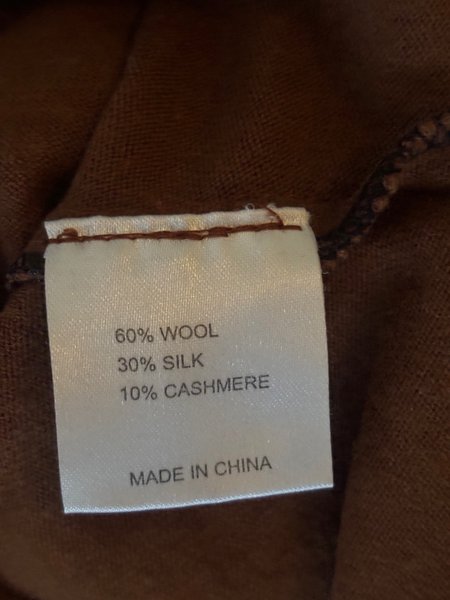 60% WOOL
30% SILK
10% CASHMERE
MADE IN CHINA